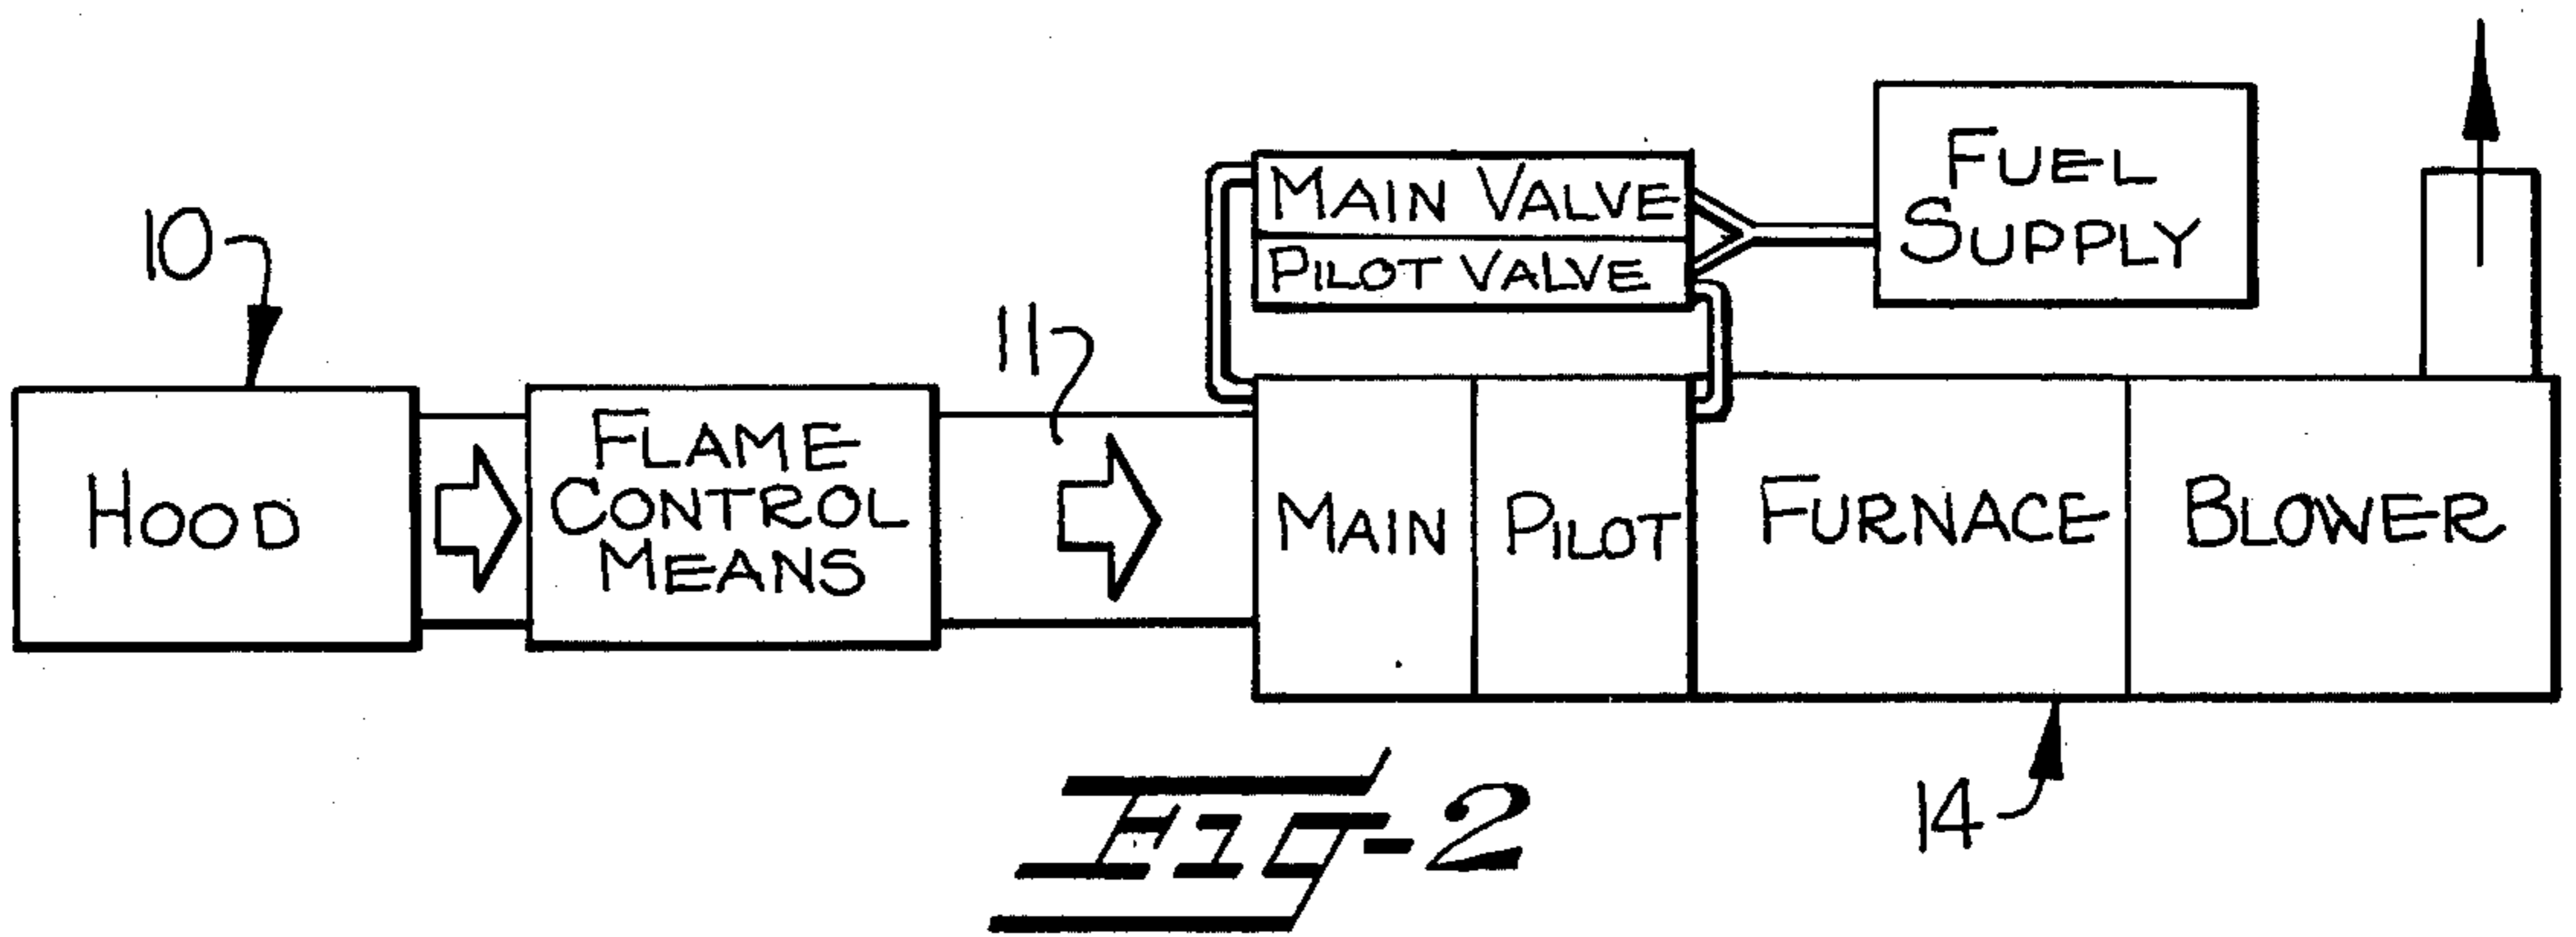 FUEL
SUPPLY
MAIN VALVE
PILOT VALVE
10
11
HOOD
FLAME
CONTROL
MEANS
MAIN
PILOT
FURNACE
BLOWER
14
FIG-2